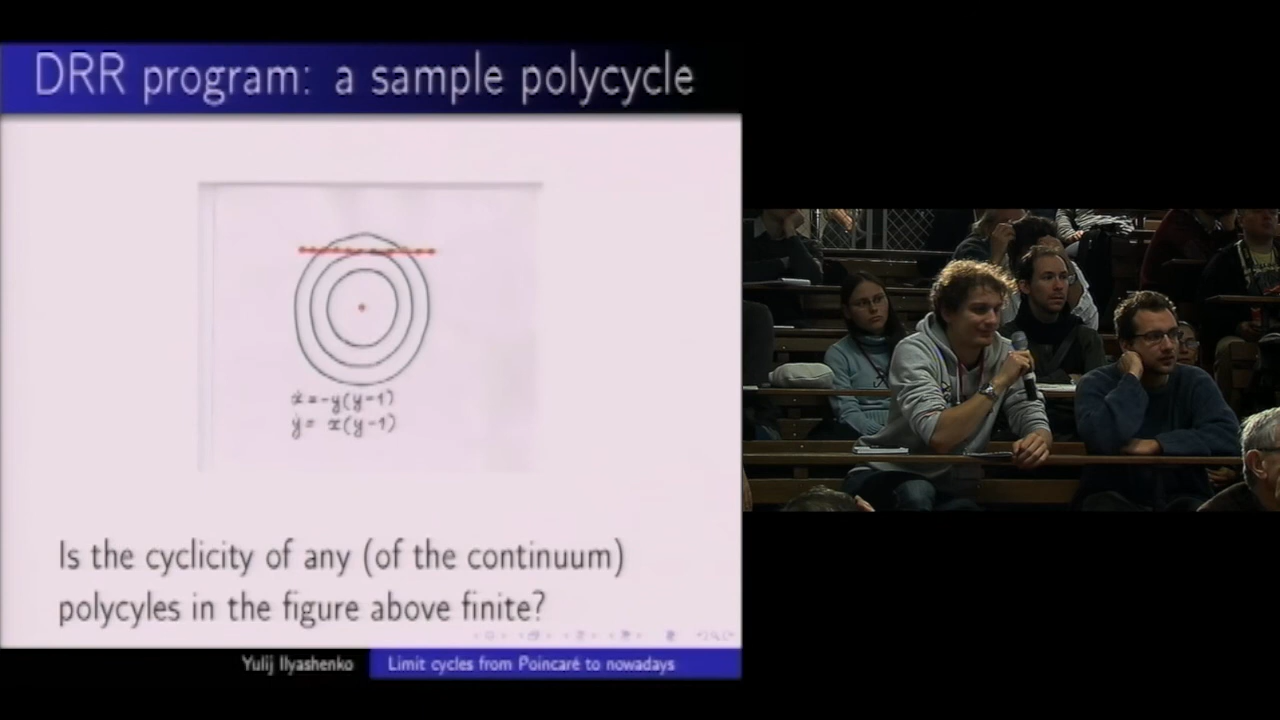 DRR program: a sample polycycle
ẋ=-y(y-1)
ẏ= x(y-1)
Is the cyclicity of any (of the continuum)
polycyles in the figure above finite?
Yulij Ilyashenko
Limit cycles from Poincaré to nowadays